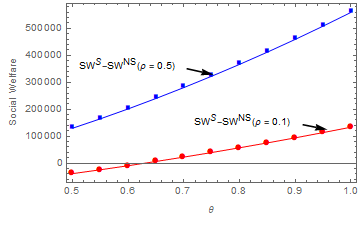 500000
400000
300000
200000
100000
0
Social Welfare
SW^S-SW^NS(ρ = 0.5)
SW^S-SW^NS(ρ = 0.1)
0.5 0.6 0.7 0.8 0.9 1.0
θ